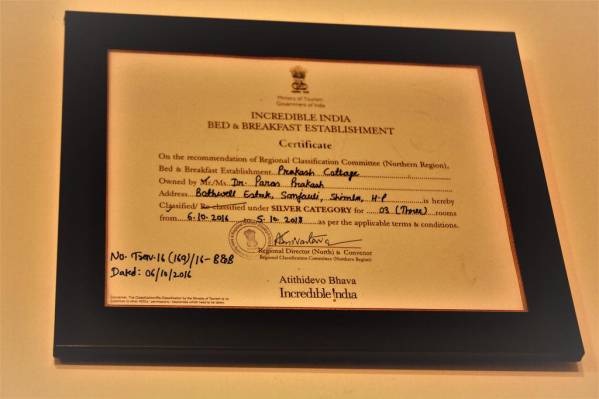 Ministry of Tourism
Government of India
INCREDIBLE INDIA
BED & BREAKFAST ESTABLISHMENT
Certificate
On the recommendation of Regional Classification Committee (Northern Region),
Bed & Breakfast Establishment Prakash Cottage
Owned by Mr/Ms. Dr. Paras Prakash
Address Bothwell Estate, Sanjauli, Shimla, H.P is hereby
Classified/ Re classified under SILVER CATEGORY for 03 (Three) rooms
from 6.10.2016 to 5.10.2018 as per the applicable terms & conditions.
Regional Director (North) & Convenor
Regional Classification Committee (Northern Region)
No. Tsav.16 (169)/16-B&B
Dated: 06/10/2016
Atithidevo Bhava
Incredible !ndia